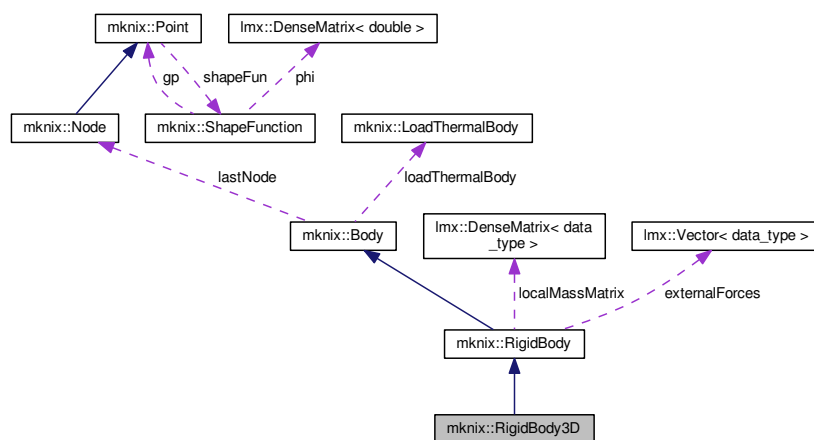 mknix::Point
lmx::DenseMatrix< double >
gp
shapeFun
phi
mknix::Node
mknix::ShapeFunction
mknix::LoadThermalBody
lastNode
loadThermalBody
mknix::Body
lmx::DenseMatrix< data
_type >
lmx::Vector< data_type >
localMassMatrix
externalForces
mknix::RigidBody
mknix::RigidBody3D